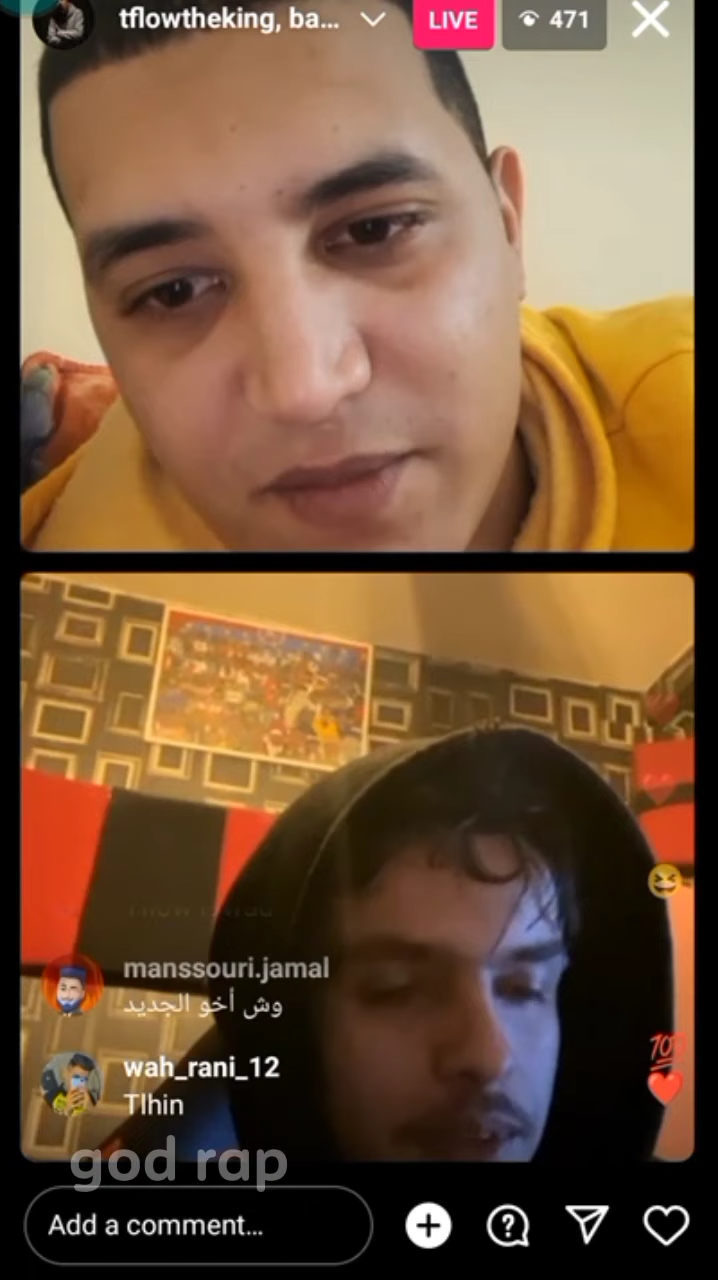 tflowtheking, ba...
LIVE
471
manssouri.jamal
وش أخو الجديد
wah_rani_12
Tlhin
god rap
Add a comment...